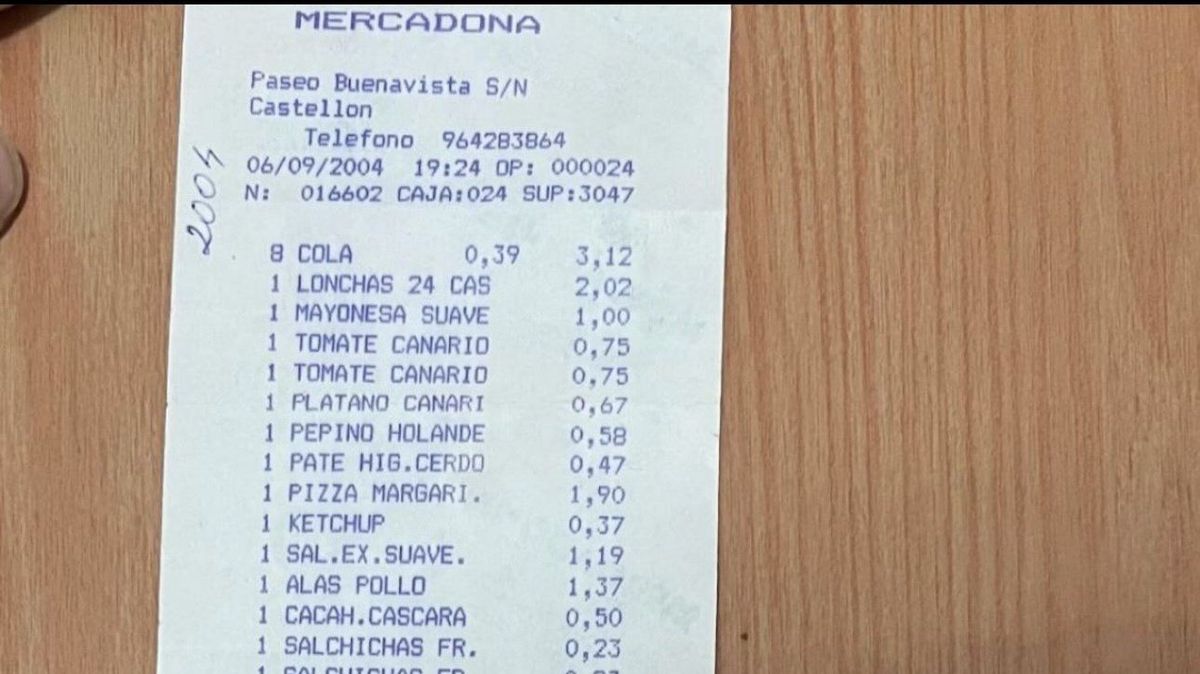 MERCADONA
Paseo Buenavista S/N
Castellon
Telefono 964283864
06/09/2004 19:24 OP: 000024
N: 016602 CAJA:024 SUP:3047
2004
8 COLA 0,39 3,12
1 LONCHAS 24 CAS 2,02
1 MAYONESA SUAVE 1,00
1 TOMATE CANARIO 0,75
1 TOMATE CANARIO 0,75
1 PLATANO CANARI 0,67
1 PEPINO HOLANDE 0,58
1 PATE HIG.CERDO 0,47
1 PIZZA MARGARI. 1,90
1 KETCHUP 0,37
1 SAL.EX.SUAVE. 1,19
1 ALAS POLLO 1,37
1 CACAH.CASCARA 0,50
1 SALCHICHAS FR. 0,23